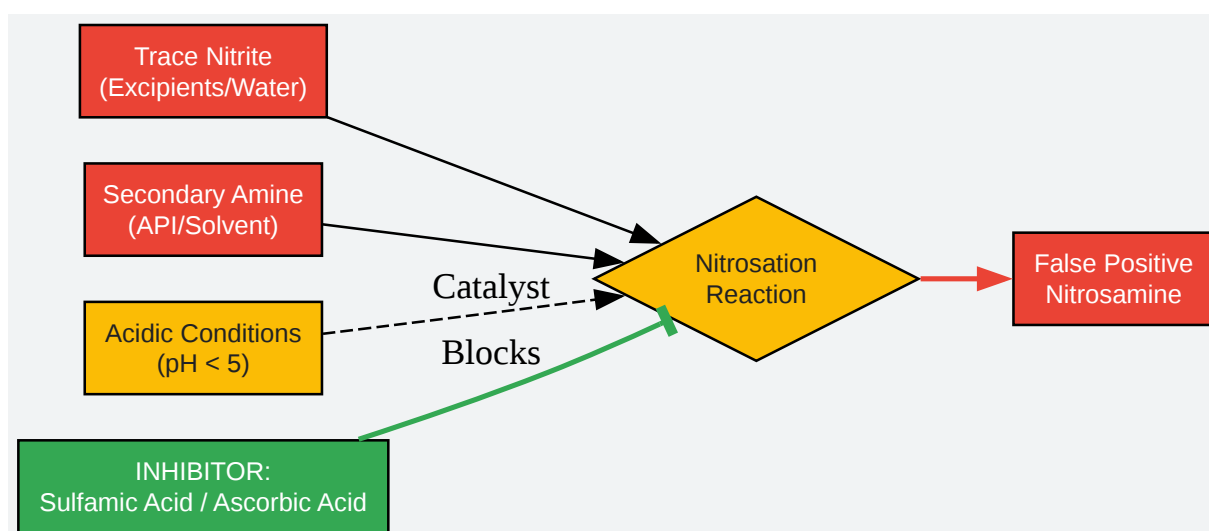 Trace Nitrite
(Excipients/Water)
Secondary Amine
(API/Solvent)
Acidic Conditions
(pH < 5)
INHIBITOR:
Sulfamic Acid / Ascorbic Acid
Catalyst
Blocks
Nitrosation
Reaction
False Positive
Nitrosamine